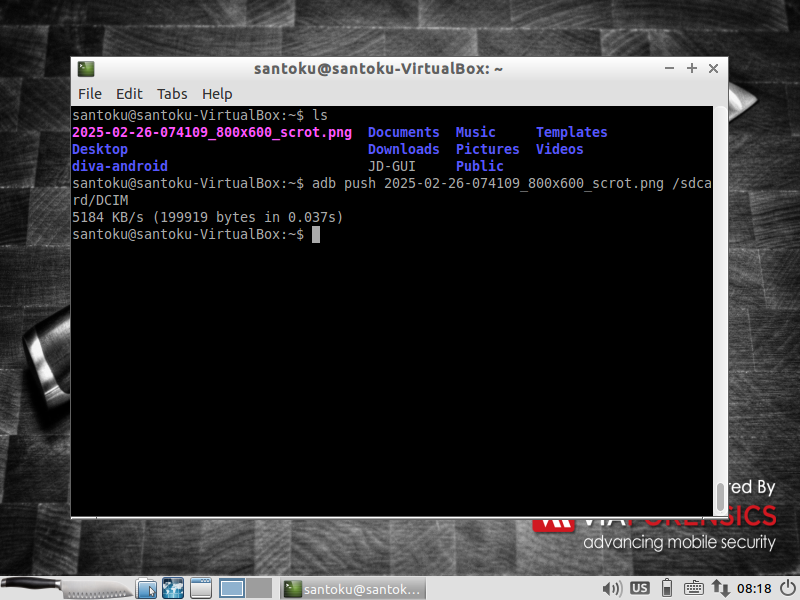 santoku@santoku-VirtualBox: ~
File Edit Tabs Help
santoku@santoku-VirtualBox:~$ ls
2025-02-26-074109_800x600_scrot.png Documents Music Templates
Desktop Downloads Pictures Videos
diva-android JD-GUI Public
santoku@santoku-VirtualBox:~$ adb push 2025-02-26-074109_800x600_scrot.png /sdca
rd/DCIM
5184 KB/s (199919 bytes in 0.037s)
santoku@santoku-VirtualBox:~$
red By
VIAFORENSICS
advancing mobile security
santoku@santok...
US
08:18